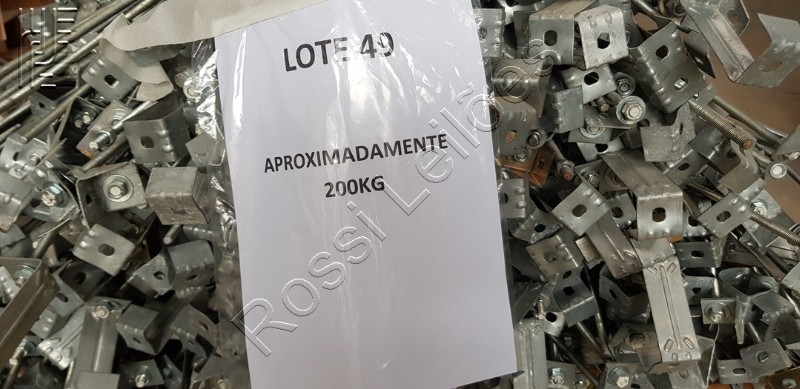 LOTE 49
APROXIMADAMENTE
200KG
Rossi Leilões